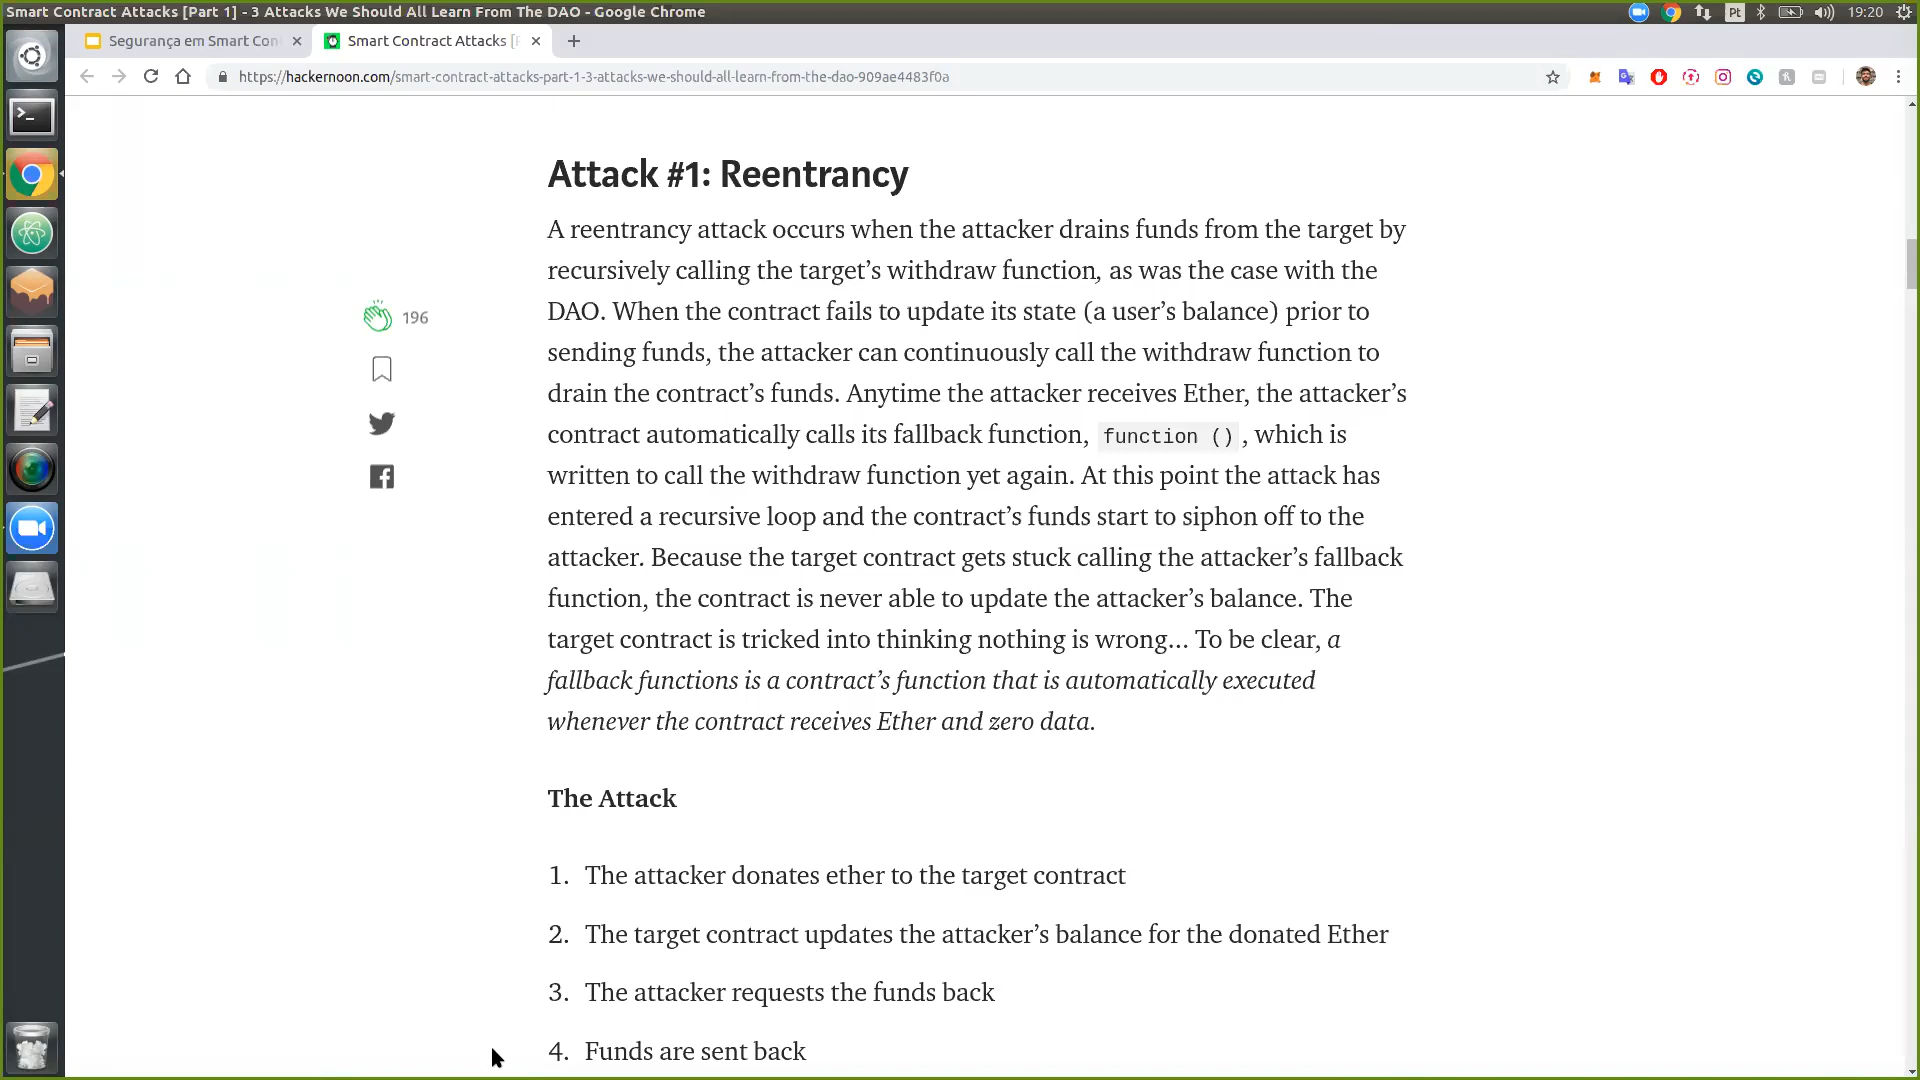 Smart Contract Attacks [Part 1] - 3 Attacks We Should All Learn From The DAO - Google Chrome
Pt
19:20
Segurança em Smart Con
Smart Contract Attacks [P
https://hackernoon.com/smart-contract-attacks-part-1-3-attacks-we-should-all-learn-from-the-dao-909ae4483f0a
Attack #1: Reentrancy
A reentrancy attack occurs when the attacker drains funds from the target by
recursively calling the target’s withdraw function, as was the case with the
DAO. When the contract fails to update its state (a user’s balance) prior to
sending funds, the attacker can continuously call the withdraw function to
drain the contract’s funds. Anytime the attacker receives Ether, the attacker’s
contract automatically calls its fallback function, function (), which is
written to call the withdraw function yet again. At this point the attack has
entered a recursive loop and the contract’s funds start to siphon off to the
attacker. Because the target contract gets stuck calling the attacker’s fallback
function, the contract is never able to update the attacker’s balance. The
target contract is tricked into thinking nothing is wrong… To be clear, a
fallback functions is a contract’s function that is automatically executed
whenever the contract receives Ether and zero data.
196
The Attack
1. The attacker donates ether to the target contract
2. The target contract updates the attacker’s balance for the donated Ether
3. The attacker requests the funds back
4. Funds are sent back